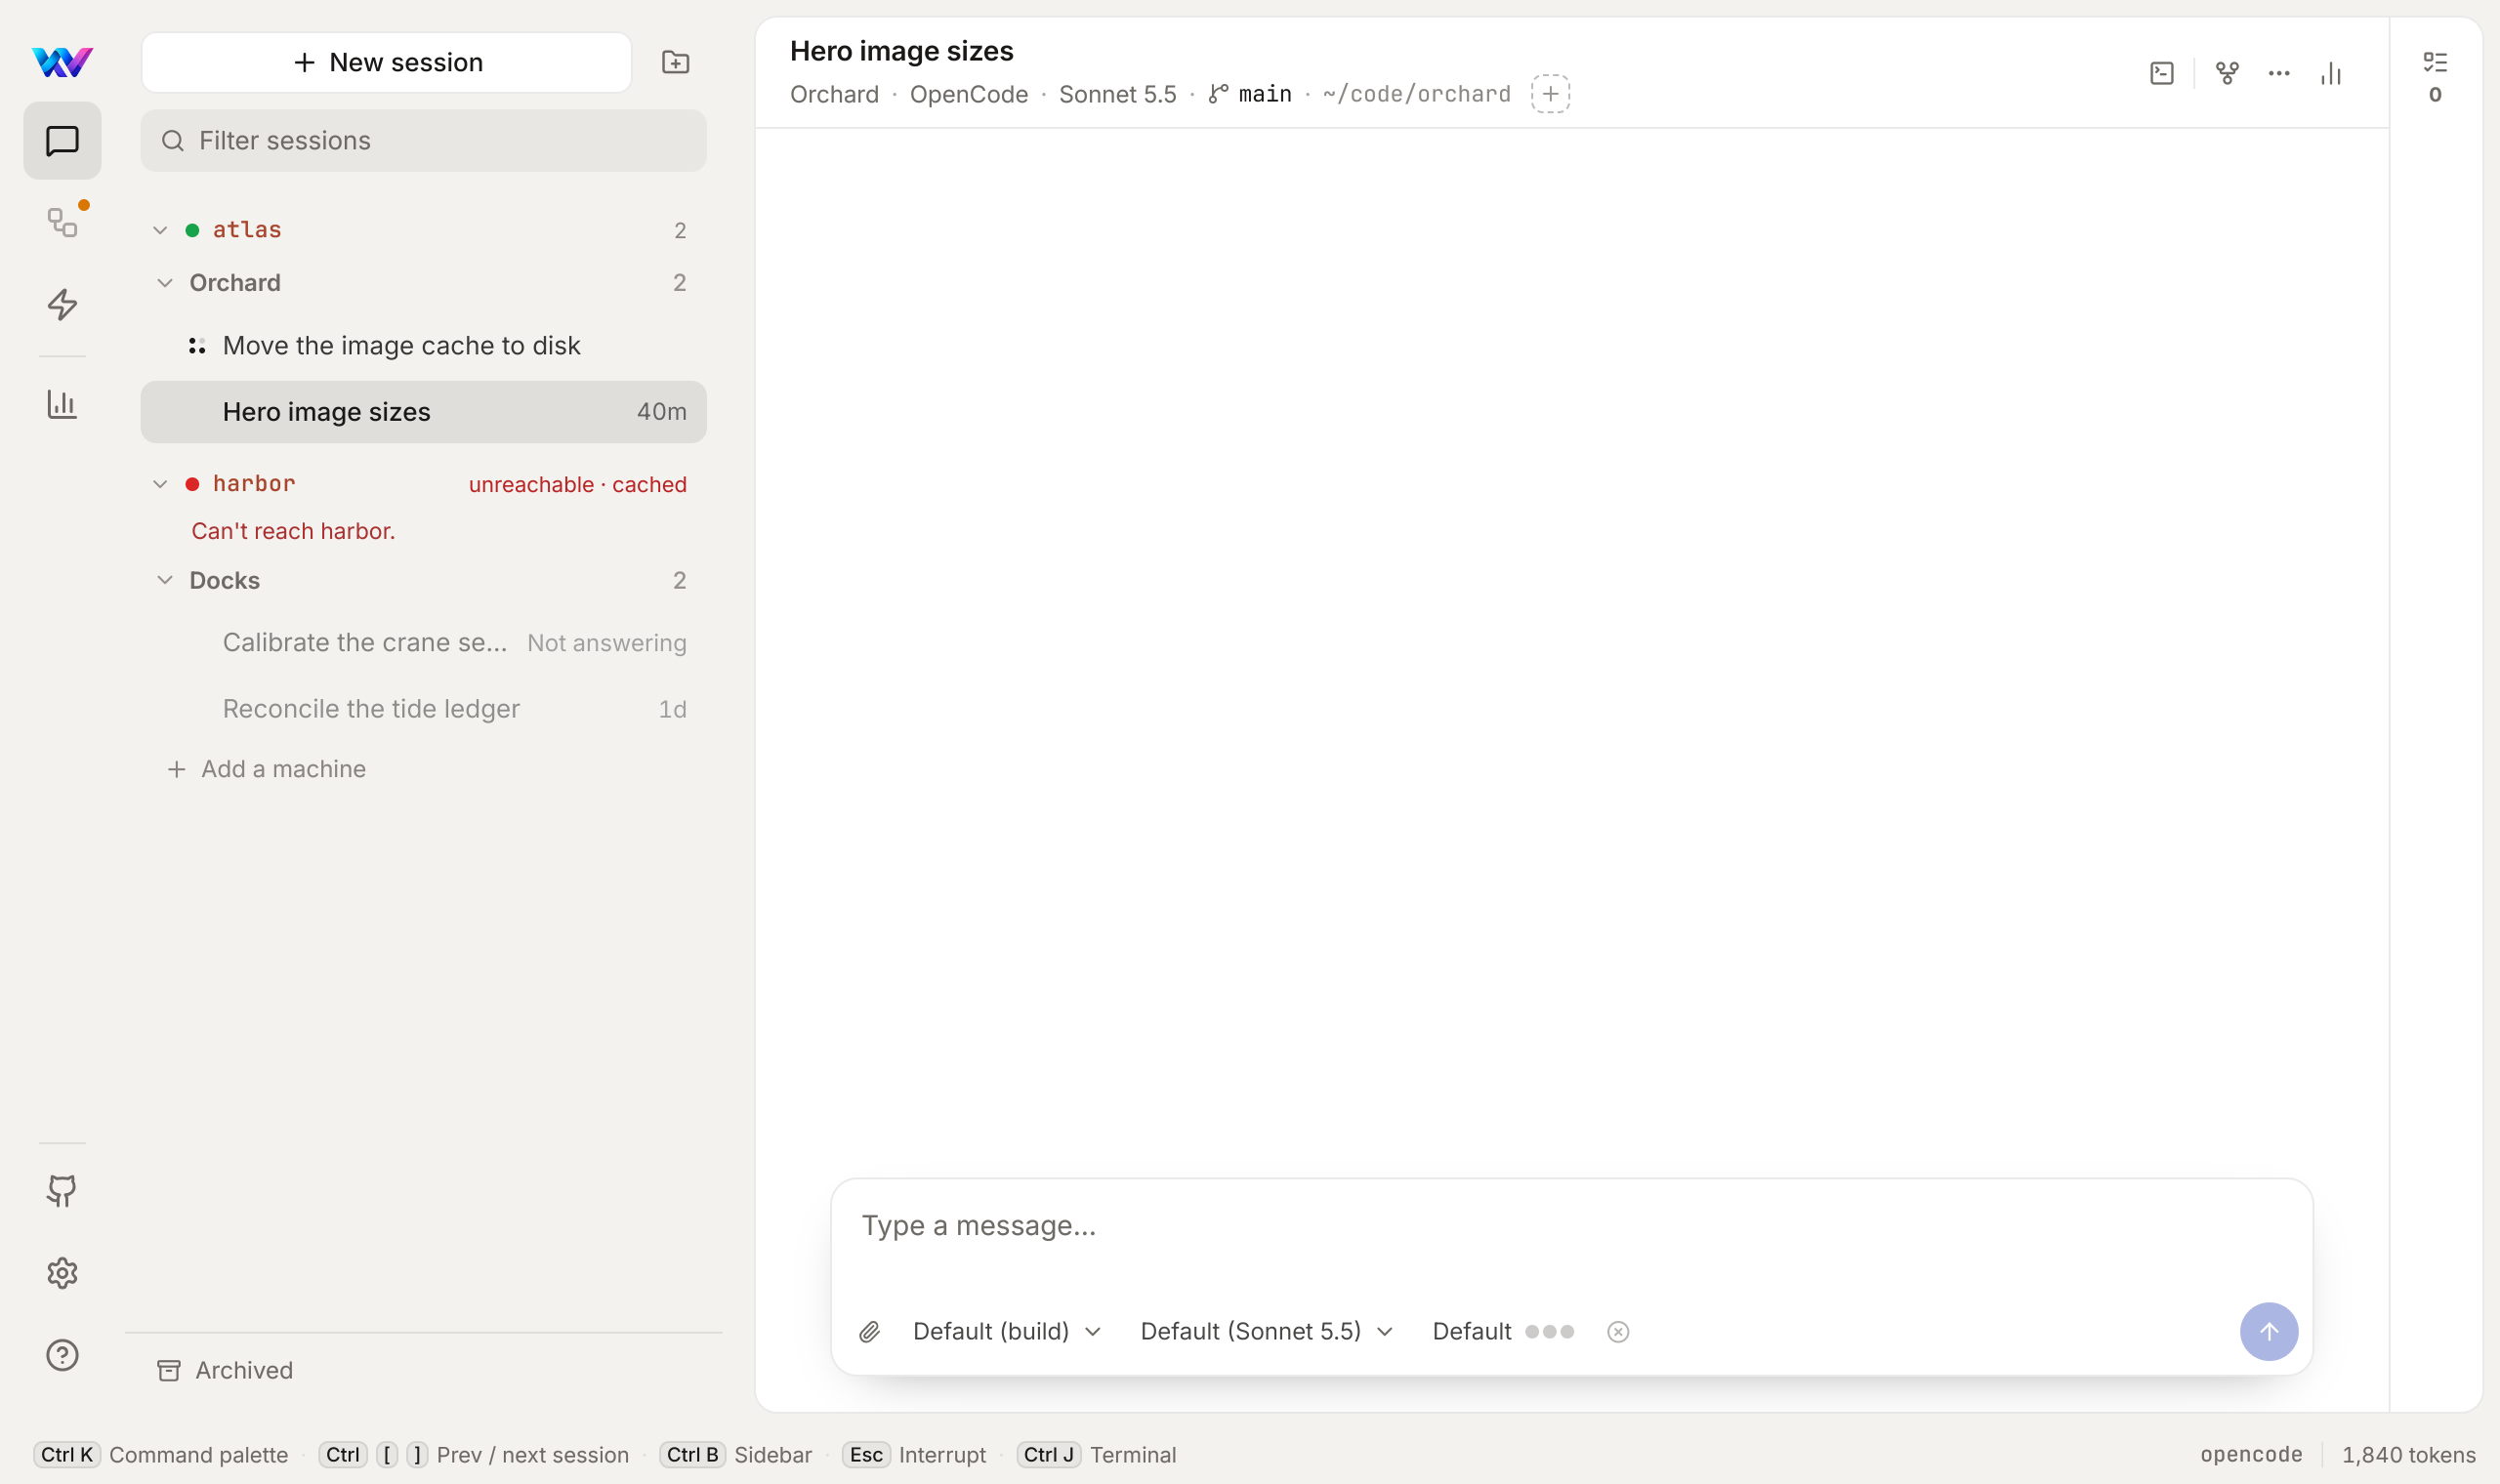 New session
Filter sessions
atlas 2
Orchard 2
Move the image cache to disk
Hero image sizes 40m
harbor unreachable · cached
Can't reach harbor.
Docks 2
Calibrate the crane se... Not answering
Reconcile the tide ledger 1d
Add a machine
Archived
Hero image sizes
Orchard · OpenCode · Sonnet 5.5 · main · ~/code/orchard
0
Type a message...
Default (build) Default (Sonnet 5.5) Default
Ctrl K Command palette · Ctrl [ ] Prev / next session · Ctrl B Sidebar · Esc Interrupt · Ctrl J Terminal
opencode 1,840 tokens